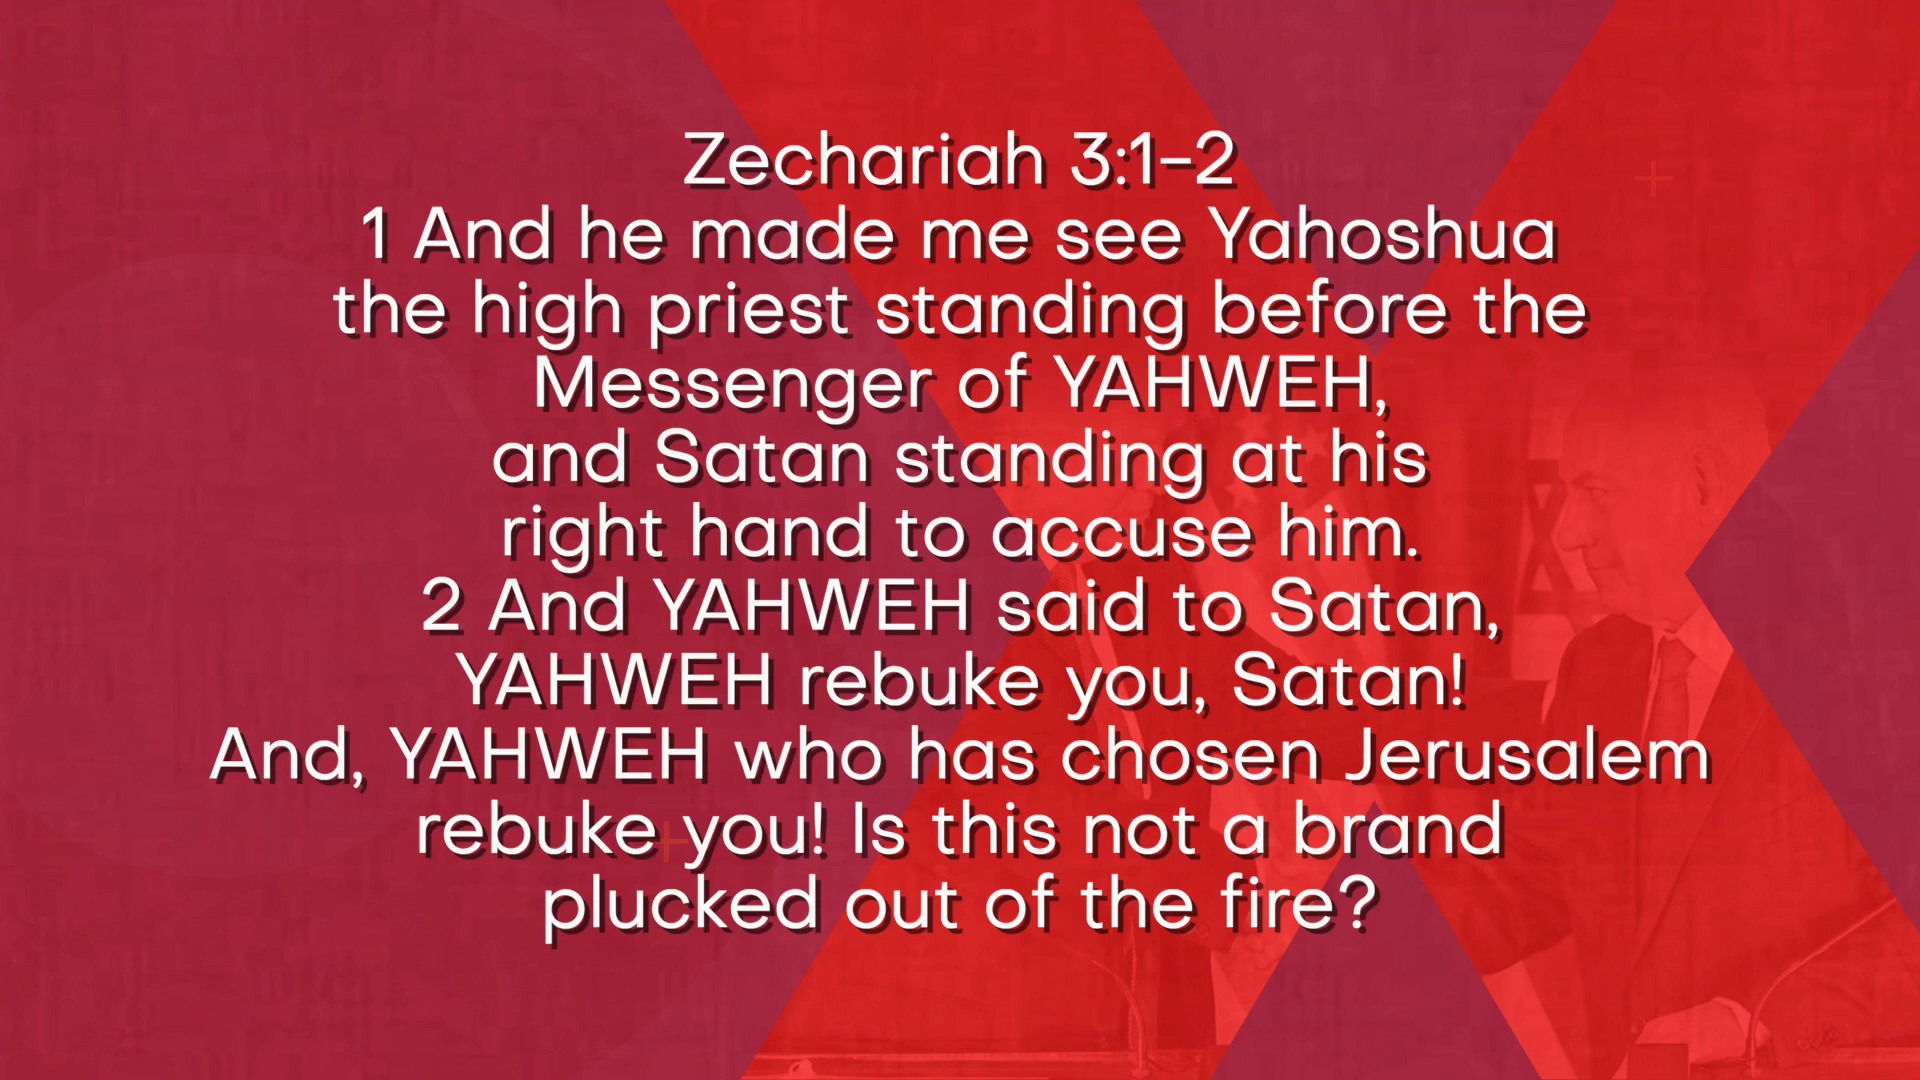 Zechariah 3:1–2
1 And he made me see Yahoshua
the high priest standing before the
Messenger of YAHWEH,
and Satan standing at his
right hand to accuse him.
2 And YAHWEH said to Satan,
YAHWEH rebuke you, Satan!
And, YAHWEH who has chosen Jerusalem
rebuke you! Is this not a brand
plucked out of the fire?